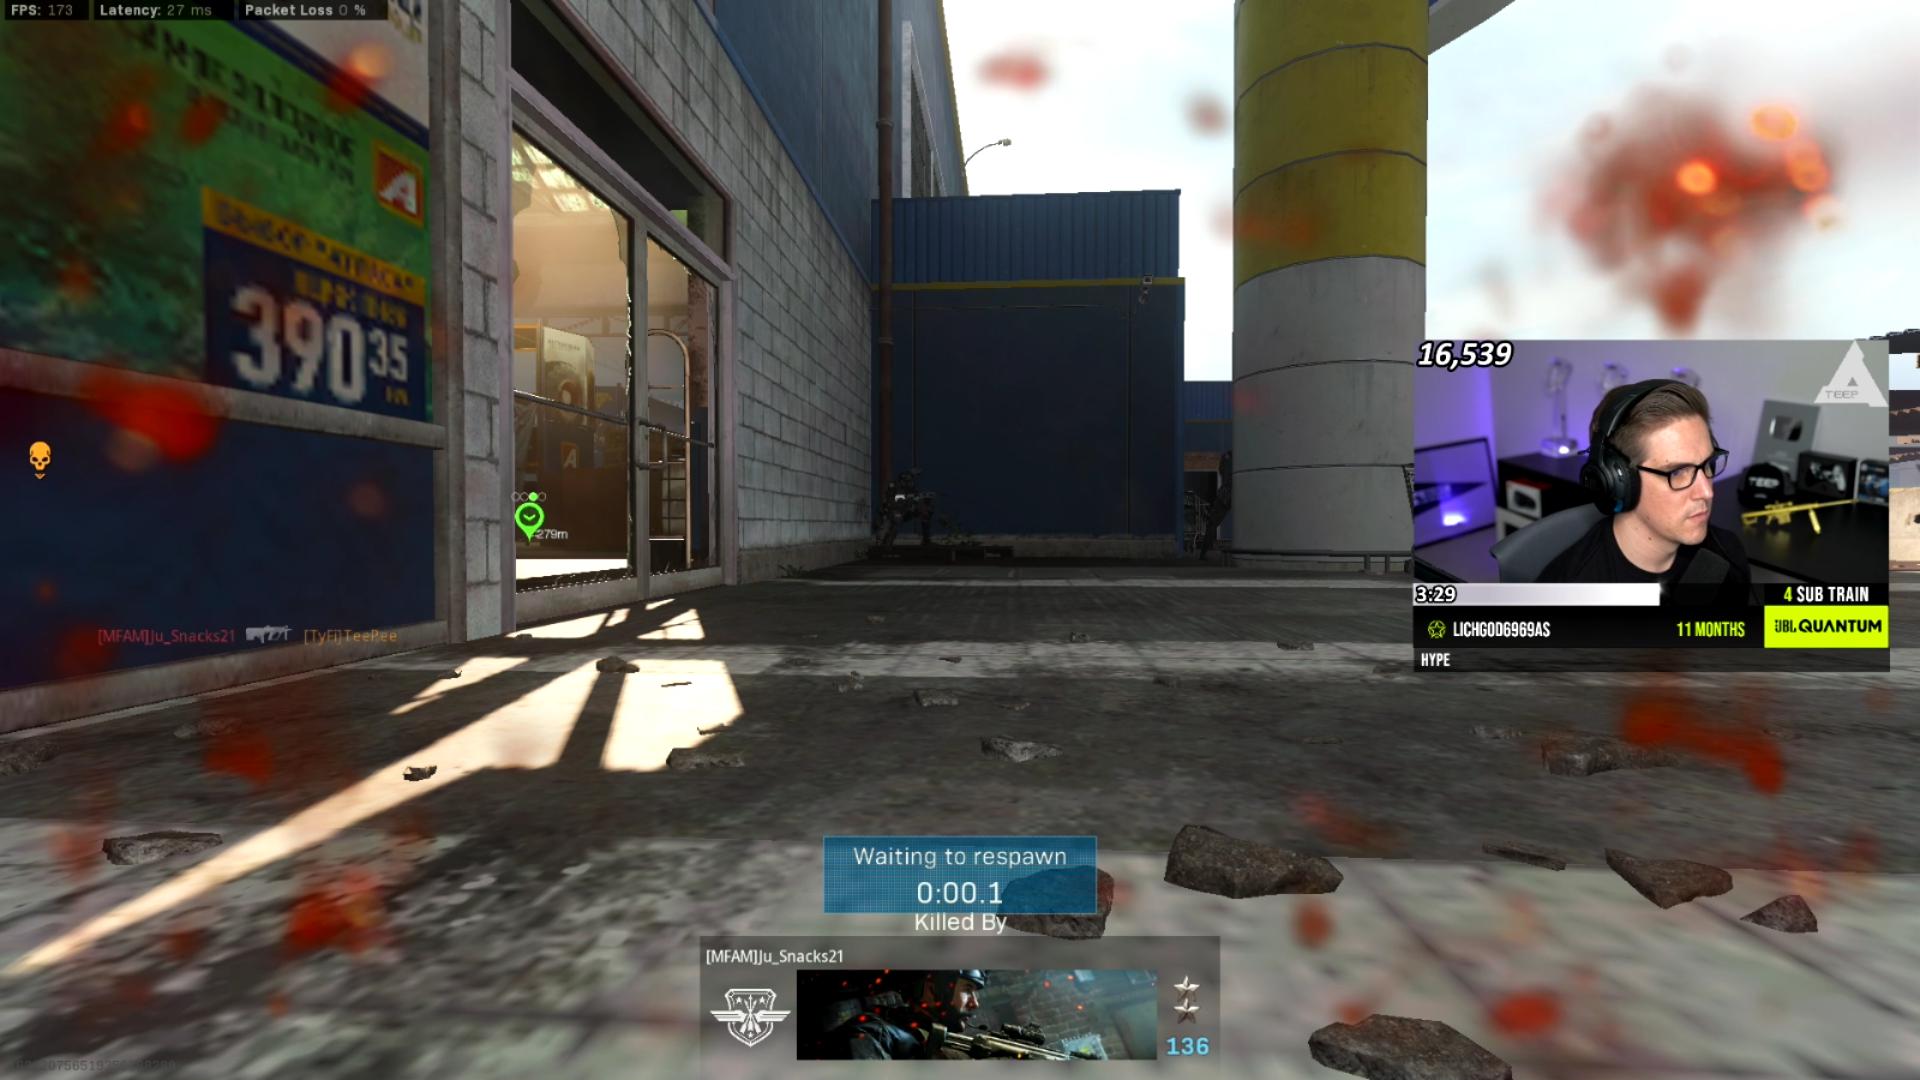 FPS: 173 Latency: 27 ms Packet Loss 0 %
390 35
279m
[MFAM]Ju_Snacks21 [TyFi]TeePee
16,539
TEEP
TEEP
3:29
4 SUB TRAIN
LICHGOD6969AS 11 MONTHS
JBL QUANTUM
HYPE
Waiting to respawn
0:00.1
Killed By
[MFAM]Ju_Snacks21
136